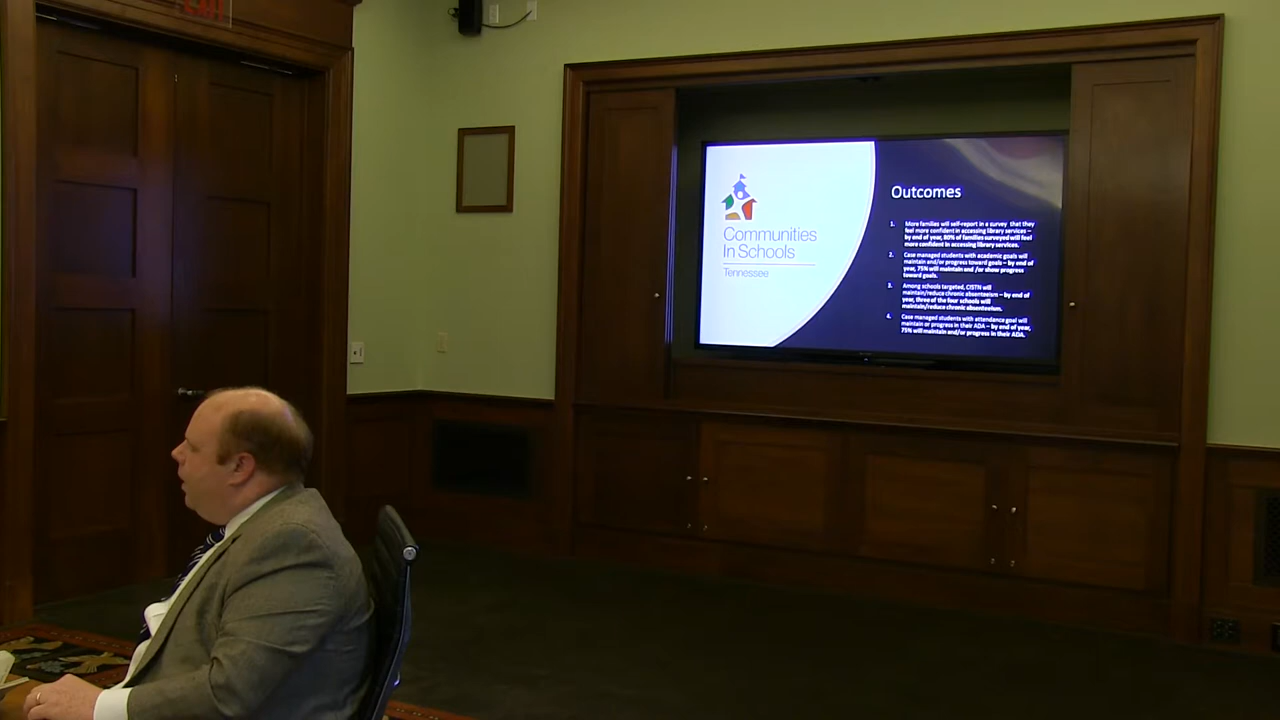 EXIT
Communities
In Schools
Tennessee
Outcomes
1. More families will self-report in a survey that they
feel more confident in accessing library services –
by end of year, 80% of families surveyed will feel
more confident in accessing library services.
2. Case managed students with academic goals will
maintain and/or progress toward goals – by end of
year, 75% will maintain and /or show progress
toward goals.
3. Among schools targeted, CISTN will
maintain/reduce chronic absenteeism – by end of
year, three of the four schools will
maintain/reduce chronic absenteeism.
4. Case managed students with attendance goal will
maintain or progress in their ADA – by end of year,
75% will maintain and/or progress in their ADA.